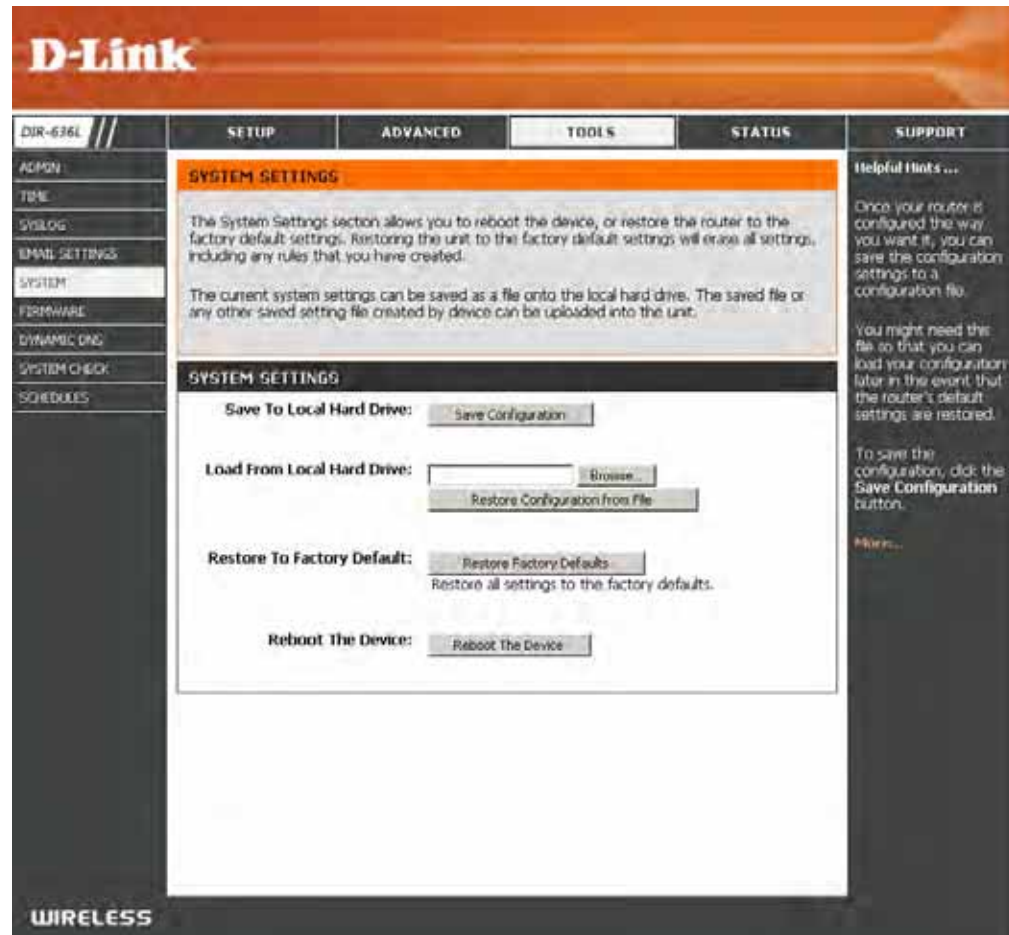 D-Link
DIR-636L
SETUP
ADVANCED
TOOLS
STATUS
SUPPORT
ADMIN
TIME
SYSLOG
EMAIL SETTINGS
SYSTEM
FIRMWARE
DYNAMIC DNS
SYSTEM CHECK
SCHEDULES
SYSTEM SETTINGS
The System Settings section allows you to reboot the device, or restore the router to the
factory default settings. Restoring the unit to the factory default settings will erase all settings,
including any rules that you have created.
The current system settings can be saved as a file onto the local hard drive. The saved file or
any other saved setting file created by device can be uploaded into the unit.
SYSTEM SETTINGS
Save To Local Hard Drive:
Save Configuration
Load From Local Hard Drive:
Browse...
Restore Configuration from File
Restore To Factory Default:
Restore Factory Defaults
Restore all settings to the factory defaults.
Reboot The Device:
Reboot The Device
Helpful Hints ...
Once your router is
configured the way
you want it, you can
save the configuration
settings to a
configuration file.
You might need this
file so that you can
load your configuration
later in the event that
the router's default
settings are restored.
To save the
configuration, click the
Save Configuration
button.
More...
WIRELESS